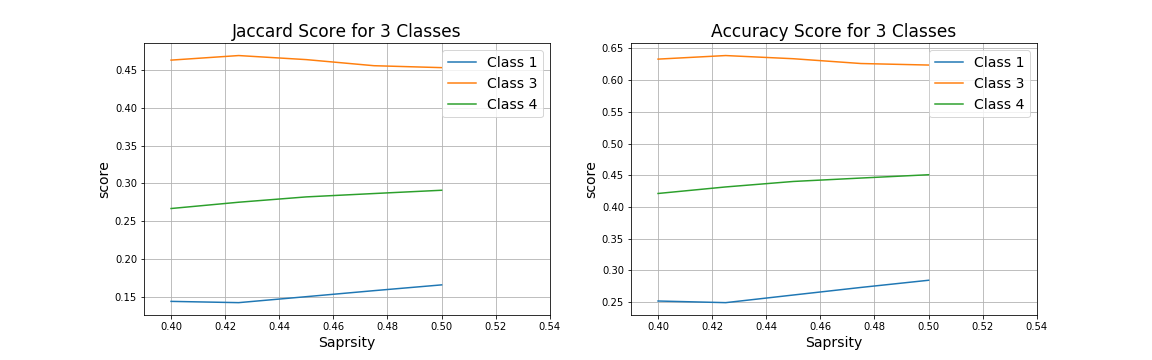 Jaccard Score for 3 Classes
score
0.45
0.40
0.35
0.30
0.25
0.20
0.15
0.40 0.42 0.44 0.46 0.48 0.50 0.52 0.54
Saprsity
Class 1
Class 3
Class 4
Accuracy Score for 3 Classes
score
0.65
0.60
0.55
0.50
0.45
0.40
0.35
0.30
0.25
0.40 0.42 0.44 0.46 0.48 0.50 0.52 0.54
Saprsity
Class 1
Class 3
Class 4